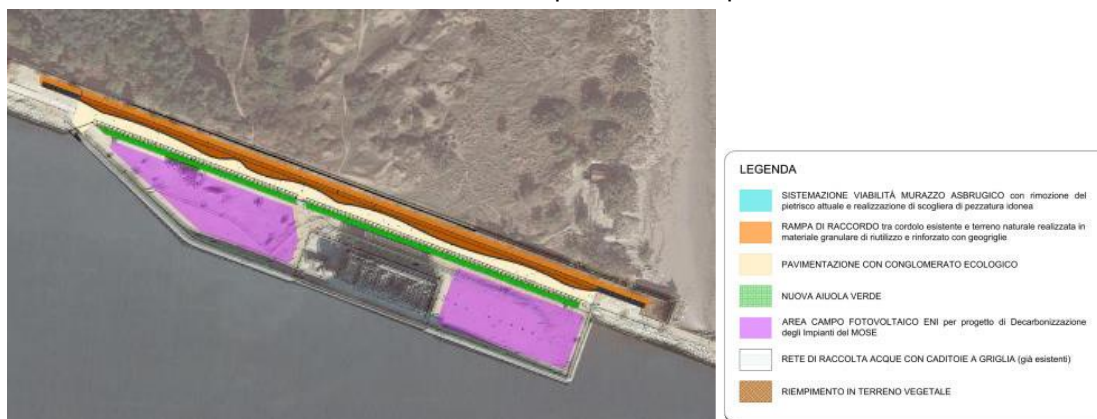 LEGENDA
SISTEMAZIONE VIABILITÁ MURAZZO ASBRUGICO con rimozione del
pietrisco attuale e realizzazione di scogliera di pezzatura idonea
RAMPA DI RACCORDO tra cordolo esistente e terreno naturale realizzata in
materiale granulare di riutilizzo e rinforzato con geogriglie
PAVIMENTAZIONE CON CONGLOMERATO ECOLOGICO
NUOVA AIUOLA VERDE
AREA CAMPO FOTOVOLTAICO ENI per progetto di Decarbonizzazione
degli Impianti del MOSE
RETE DI RACCOLTA ACQUE CON CADITOIE A GRIGLIA (già esistenti)
RIEMPIMENTO IN TERRENO VEGETALE